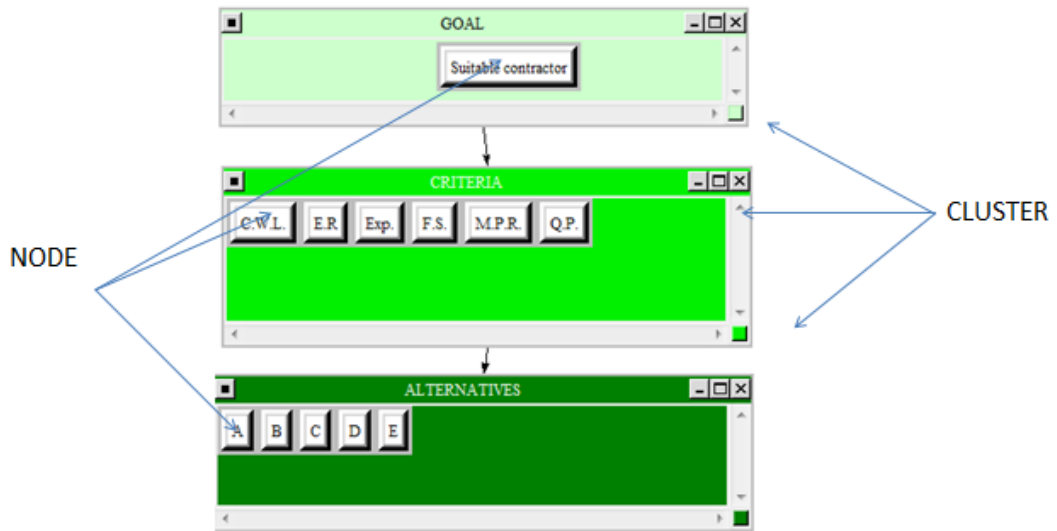 GOAL
Suitable contractor
CRITERIA
C.W.L. E.R Exp. F.S. M.P.R. Q.P.
NODE
CLUSTER
ALTERNATIVES
A B C D E